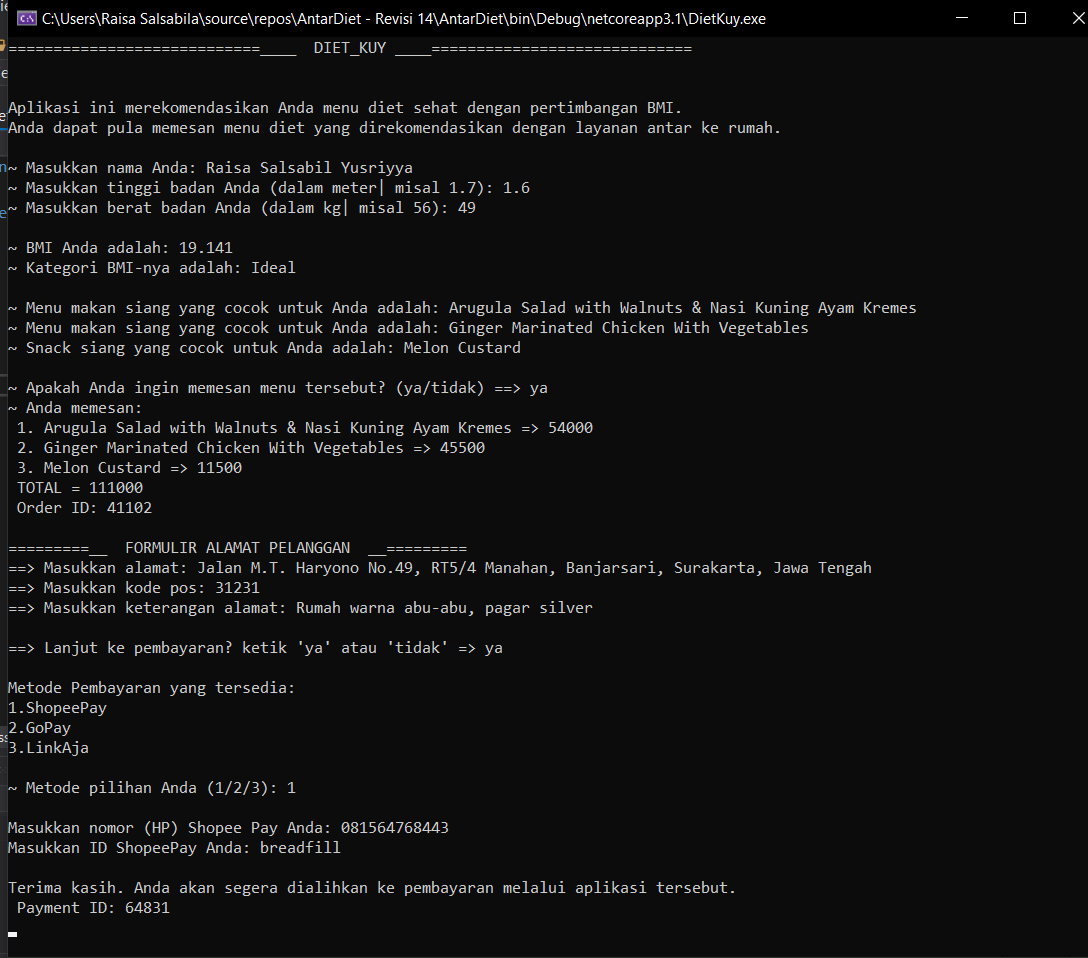 C:\Users\Raisa Salsabila\source\repos\AntarDiet - Revisi 14\AntarDiet\bin\Debug\netcoreapp3.1\DietKuy.exe
============================____  DIET_KUY ____=============================
Aplikasi ini merekomendasikan Anda menu diet sehat dengan pertimbangan BMI.
Anda dapat pula memesan menu diet yang direkomendasikan dengan layanan antar ke rumah.
~ Masukkan nama Anda: Raisa Salsabil Yusriyya
~ Masukkan tinggi badan Anda (dalam meter| misal 1.7): 1.6
~ Masukkan berat badan Anda (dalam kg| misal 56): 49
~ BMI Anda adalah: 19.141
~ Kategori BMI-nya adalah: Ideal
~ Menu makan siang yang cocok untuk Anda adalah: Arugula Salad with Walnuts & Nasi Kuning Ayam Kremes
~ Menu makan siang yang cocok untuk Anda adalah: Ginger Marinated Chicken With Vegetables
~ Snack siang yang cocok untuk Anda adalah: Melon Custard
~ Apakah Anda ingin memesan menu tersebut? (ya/tidak) ==> ya
~ Anda memesan:
1. Arugula Salad with Walnuts & Nasi Kuning Ayam Kremes => 54000
2. Ginger Marinated Chicken With Vegetables => 45500
3. Melon Custard => 11500
TOTAL = 111000
Order ID: 41102
=========__  FORMULIR ALAMAT PELANGGAN  __=========
==> Masukkan alamat: Jalan M.T. Haryono No.49, RT5/4 Manahan, Banjarsari, Surakarta, Jawa Tengah
==> Masukkan kode pos: 31231
==> Masukkan keterangan alamat: Rumah warna abu-abu, pagar silver
==> Lanjut ke pembayaran? ketik 'ya' atau 'tidak' => ya
Metode Pembayaran yang tersedia:
1.ShopeePay
2.GoPay
3.LinkAja
~ Metode pilihan Anda (1/2/3): 1
Masukkan nomor (HP) Shopee Pay Anda: 081564768443
Masukkan ID ShopeePay Anda: breadfill
Terima kasih. Anda akan segera dialihkan ke pembayaran melalui aplikasi tersebut.
Payment ID: 64831